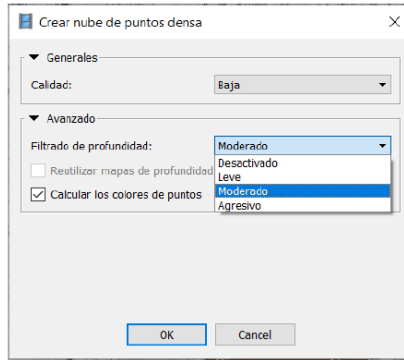 Crear nube de puntos densa
Generales
Calidad: Baja
Avanzado
Filtrado de profundidad: Moderado
Desactivado
Reutilizar mapas de profundidad
Leve
Moderado
Calcular los colores de puntos
Agresivo
OK Cancel